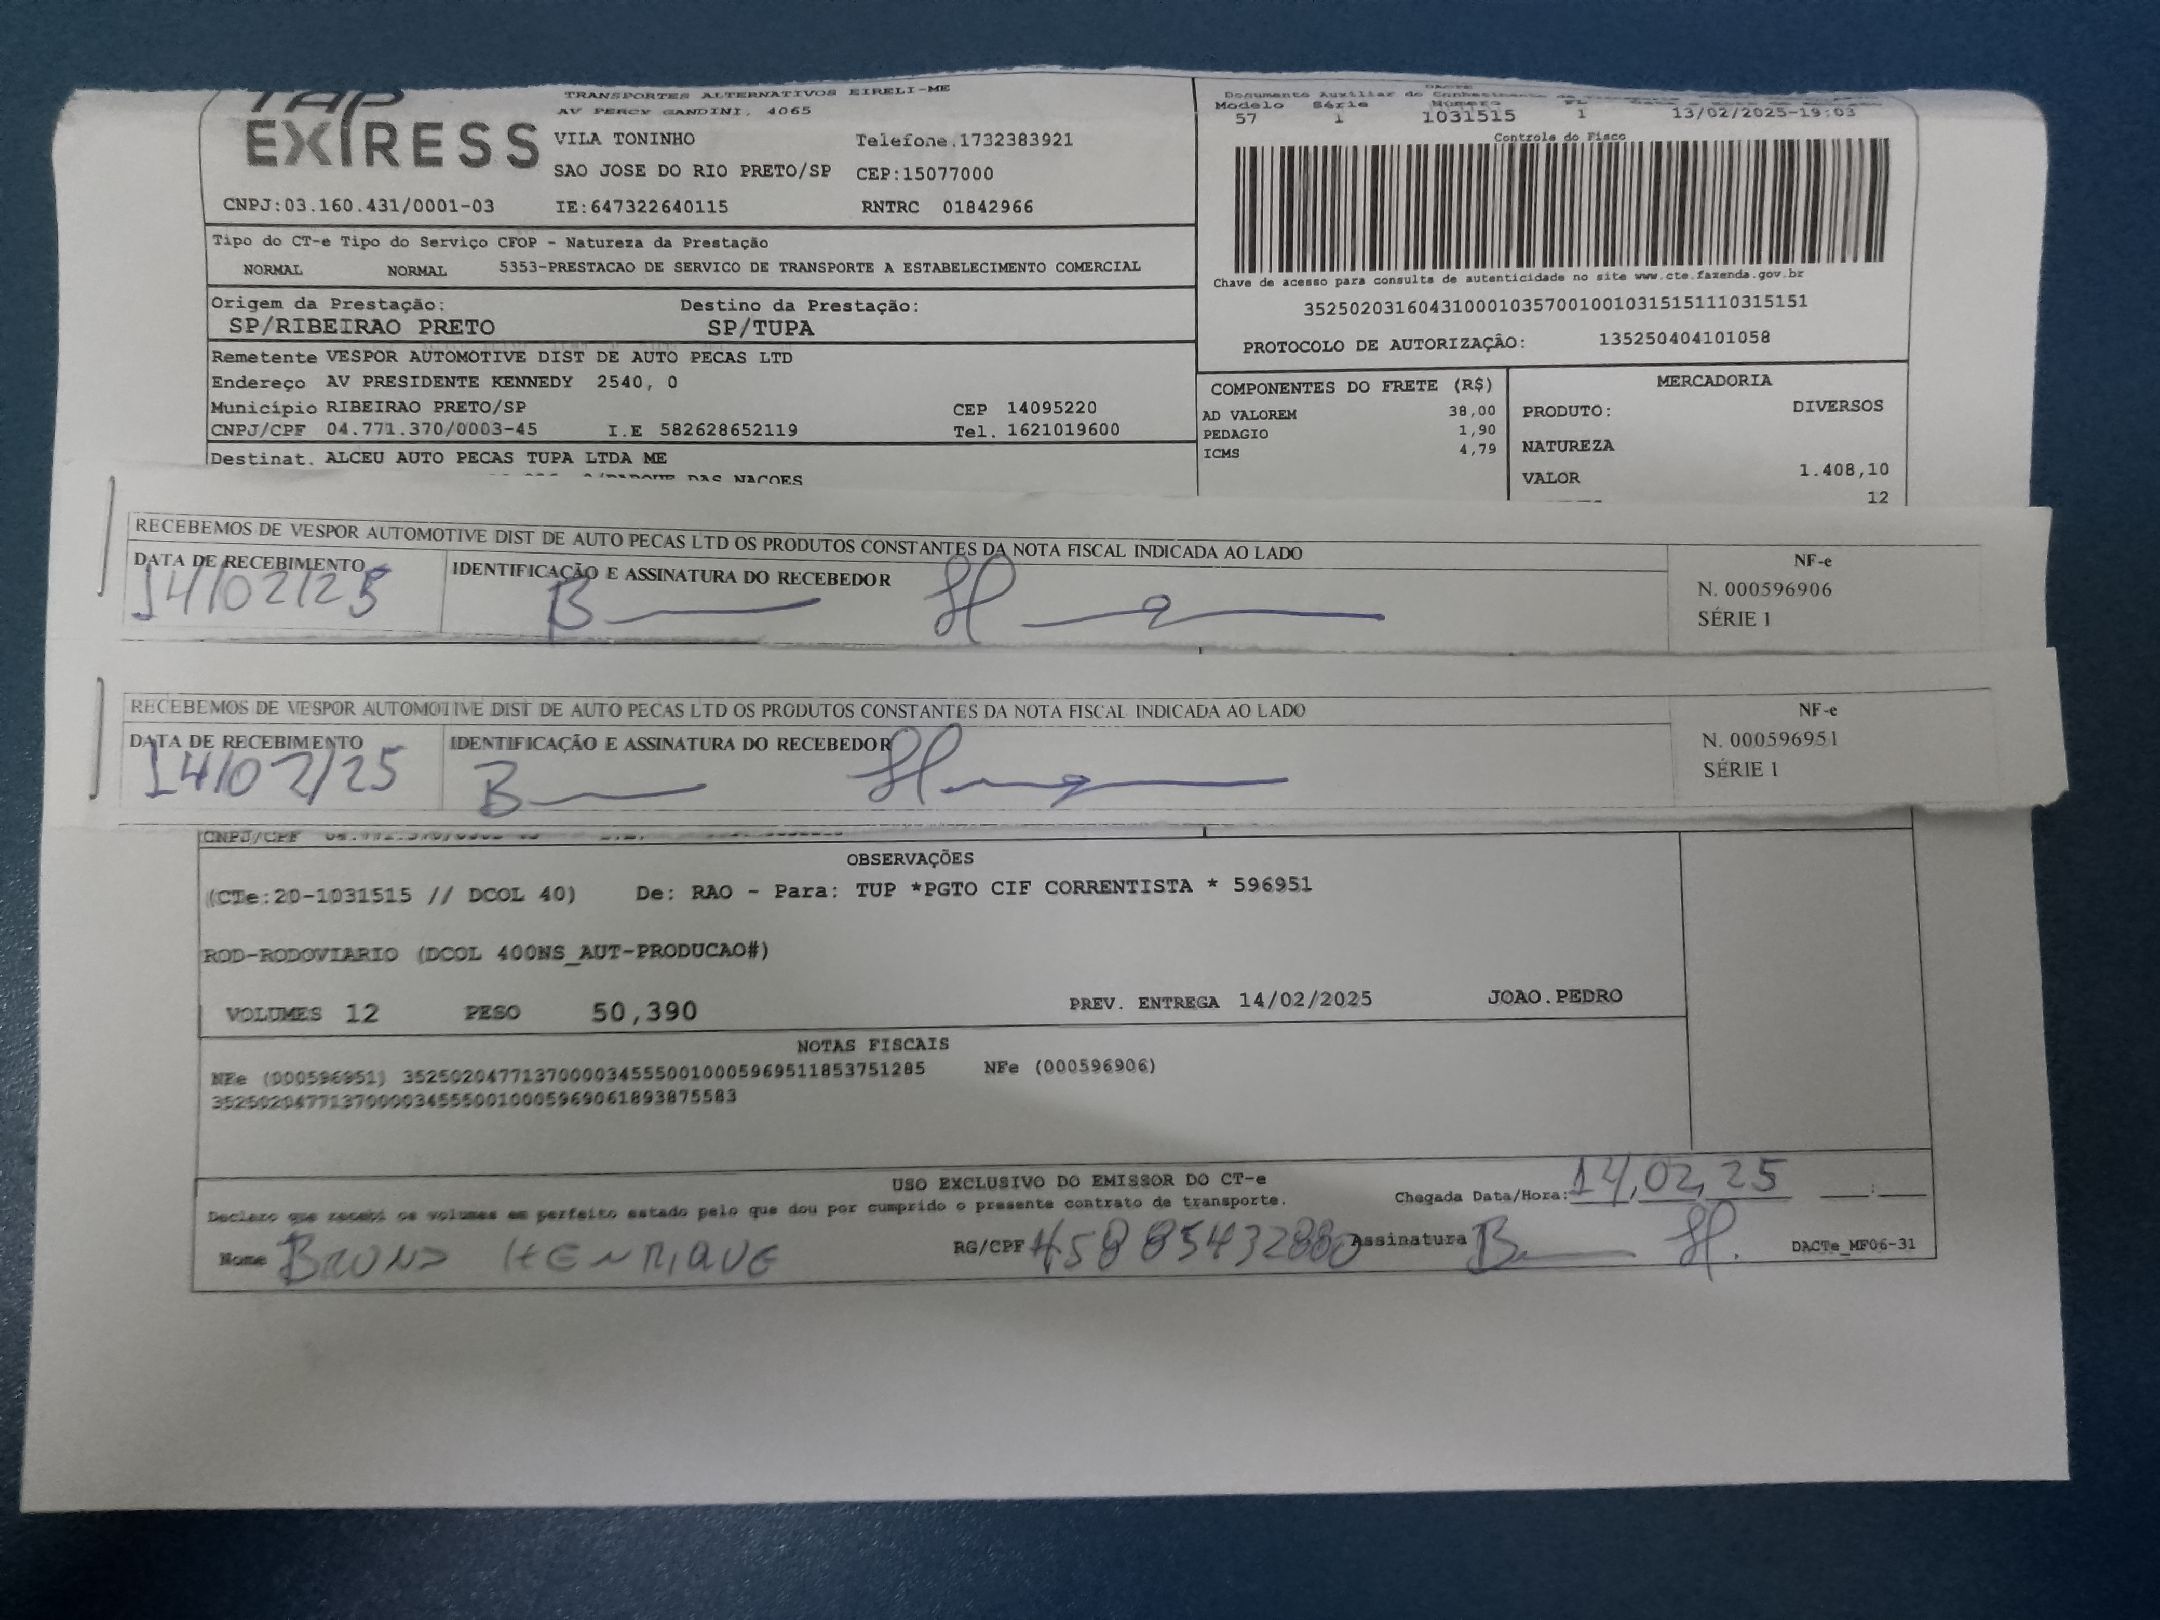 TAP
EXPRESS
TRANSPORTES ALTERNATIVOS EIRELI-ME
AV PERCY GANDINI, 4065
VILA TONINHO Telefone.1732383921
SAO JOSE DO RIO PRETO/SP CEP:15077000
CNPJ:03.160.431/0001-03 IE:647322640115 RNTRC 01842966
Documento Auxiliar do Conhecimento
Modelo Série Número FL
57 1 1031515 1 13/02/2025-19:03
Controle do Fisco
Chave de acesso para consulta de autenticidade no site www.cte.fazenda.gov.br
35250203160431000103570010010315151110315151
PROTOCOLO DE AUTORIZAÇÃO: 135250404101058
Tipo do CT-e Tipo do Serviço CFOP - Natureza da Prestação
NORMAL NORMAL 5353-PRESTACAO DE SERVICO DE TRANSPORTE A ESTABELECIMENTO COMERCIAL
Origem da Prestação: Destino da Prestação:
SP/RIBEIRAO PRETO SP/TUPA
Remetente VESPOR AUTOMOTIVE DIST DE AUTO PECAS LTD
Endereço AV PRESIDENTE KENNEDY 2540, 0
Município RIBEIRAO PRETO/SP CEP 14095220
CNPJ/CPF 04.771.370/0003-45 I.E 582628652119 Tel. 1621019600
Destinat. ALCEU AUTO PECAS TUPA LTDA ME
0/PARQUE DAS NACOES
COMPONENTES DO FRETE (R$)
AD VALOREM 38,00
PEDAGIO 1,90
ICMS 4,79
MERCADORIA
PRODUTO: DIVERSOS
NATUREZA
VALOR 1.408,10
12
RECEBEMOS DE VESPOR AUTOMOTIVE DIST DE AUTO PECAS LTD OS PRODUTOS CONSTANTES DA NOTA FISCAL INDICADA AO LADO
DATA DE RECEBIMENTO IDENTIFICAÇÃO E ASSINATURA DO RECEBEDOR
14/02/25
NF-e
N. 000596906
SÉRIE 1
RECEBEMOS DE VESPOR AUTOMOTIVE DIST DE AUTO PECAS LTD OS PRODUTOS CONSTANTES DA NOTA FISCAL INDICADA AO LADO
DATA DE RECEBIMENTO IDENTIFICAÇÃO E ASSINATURA DO RECEBEDOR
14/02/25
NF-e
N. 000596951
SÉRIE 1
CNPJ/CPF
OBSERVAÇÕES
(CTe:20-1031515 // DCOL 40) De: RAO - Para: TUP *PGTO CIF CORRENTISTA * 596951
ROD-RODOVIARIO (DCOL 400NS_AUT-PRODUCAO#)
VOLUMES 12 PESO 50,390 PREV. ENTREGA 14/02/2025 JOAO.PEDRO
NOTAS FISCAIS
NFe (000596951) 35250204771370000345550010005969511853751285 NFe (000596906)
35250204771370000345550010005969061893875583
USO EXCLUSIVO DO EMISSOR DO CT-e
Declaro que recebi os volumes em perfeito estado pelo que dou por cumprido o presente contrato de transporte. Chegada Data/Hora: 14,02,25 :
Nome BRUNO HENRIQUE RG/CPF 45885432880 Assinatura B H. DACTe_MF06-31